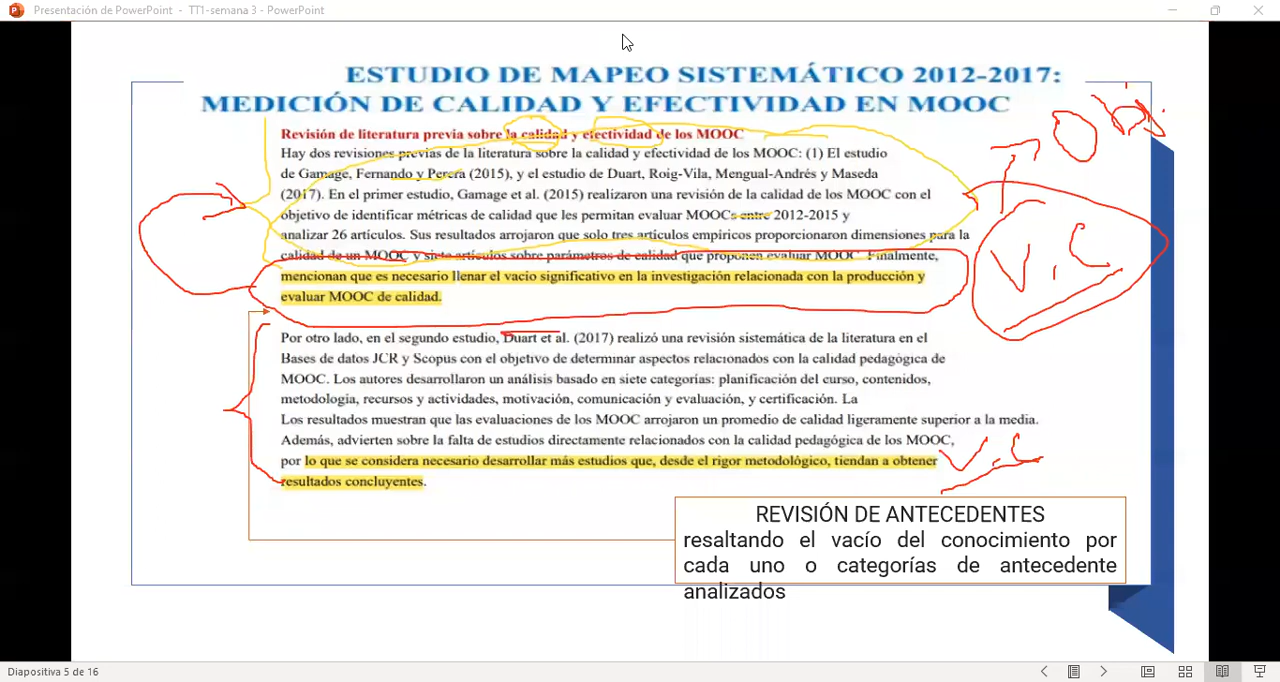 Presentación de PowerPoint - TT1-semana 3 - PowerPoint
ESTUDIO DE MAPEO SISTEMÁTICO 2012-2017:
MEDICIÓN DE CALIDAD Y EFECTIVIDAD EN MOOC
Obj.
Revisión de literatura previa sobre la calidad y efectividad de los MOOC
Hay dos revisiones previas de la literatura sobre la calidad y efectividad de los MOOC: (1) El estudio
de Gamage, Fernando y Perera (2015), y el estudio de Duart, Roig-Vila, Mengual-Andrés y Maseda
(2017). En el primer estudio, Gamage et al. (2015) realizaron una revisión de la calidad de los MOOC con el
objetivo de identificar métricas de calidad que les permitan evaluar MOOCs entre 2012-2015 y
analizar 26 artículos. Sus resultados arrojaron que solo tres artículos empíricos proporcionaron dimensiones para la
calidad de un MOOC y siete artículos sobre parámetros de calidad que proponen evaluar MOOC. Finalmente,
mencionan que es necesario llenar el vacio significativo en la investigación relacionada con la producción y
evaluar MOOC de calidad.
V.C
Por otro lado, en el segundo estudio, Duart et al. (2017) realizó una revisión sistemática de la literatura en el
Bases de datos JCR y Scopus con el objetivo de determinar aspectos relacionados con la calidad pedagógica de
MOOC. Los autores desarrollaron un análisis basado en siete categorías: planificación del curso, contenidos,
metodología, recursos y actividades, motivación, comunicación y evaluación, y certificación. La
Los resultados muestran que las evaluaciones de los MOOC arrojaron un promedio de calidad ligeramente superior a la media.
Además, advierten sobre la falta de estudios directamente relacionados con la calidad pedagógica de los MOOC,
por lo que se considera necesario desarrollar más estudios que, desde el rigor metodológico, tiendan a obtener
resultados concluyentes.
V.C
REVISIÓN DE ANTECEDENTES
resaltando el vacío del conocimiento por
cada uno o categorías de antecedente
analizados
Diapositiva 5 de 16